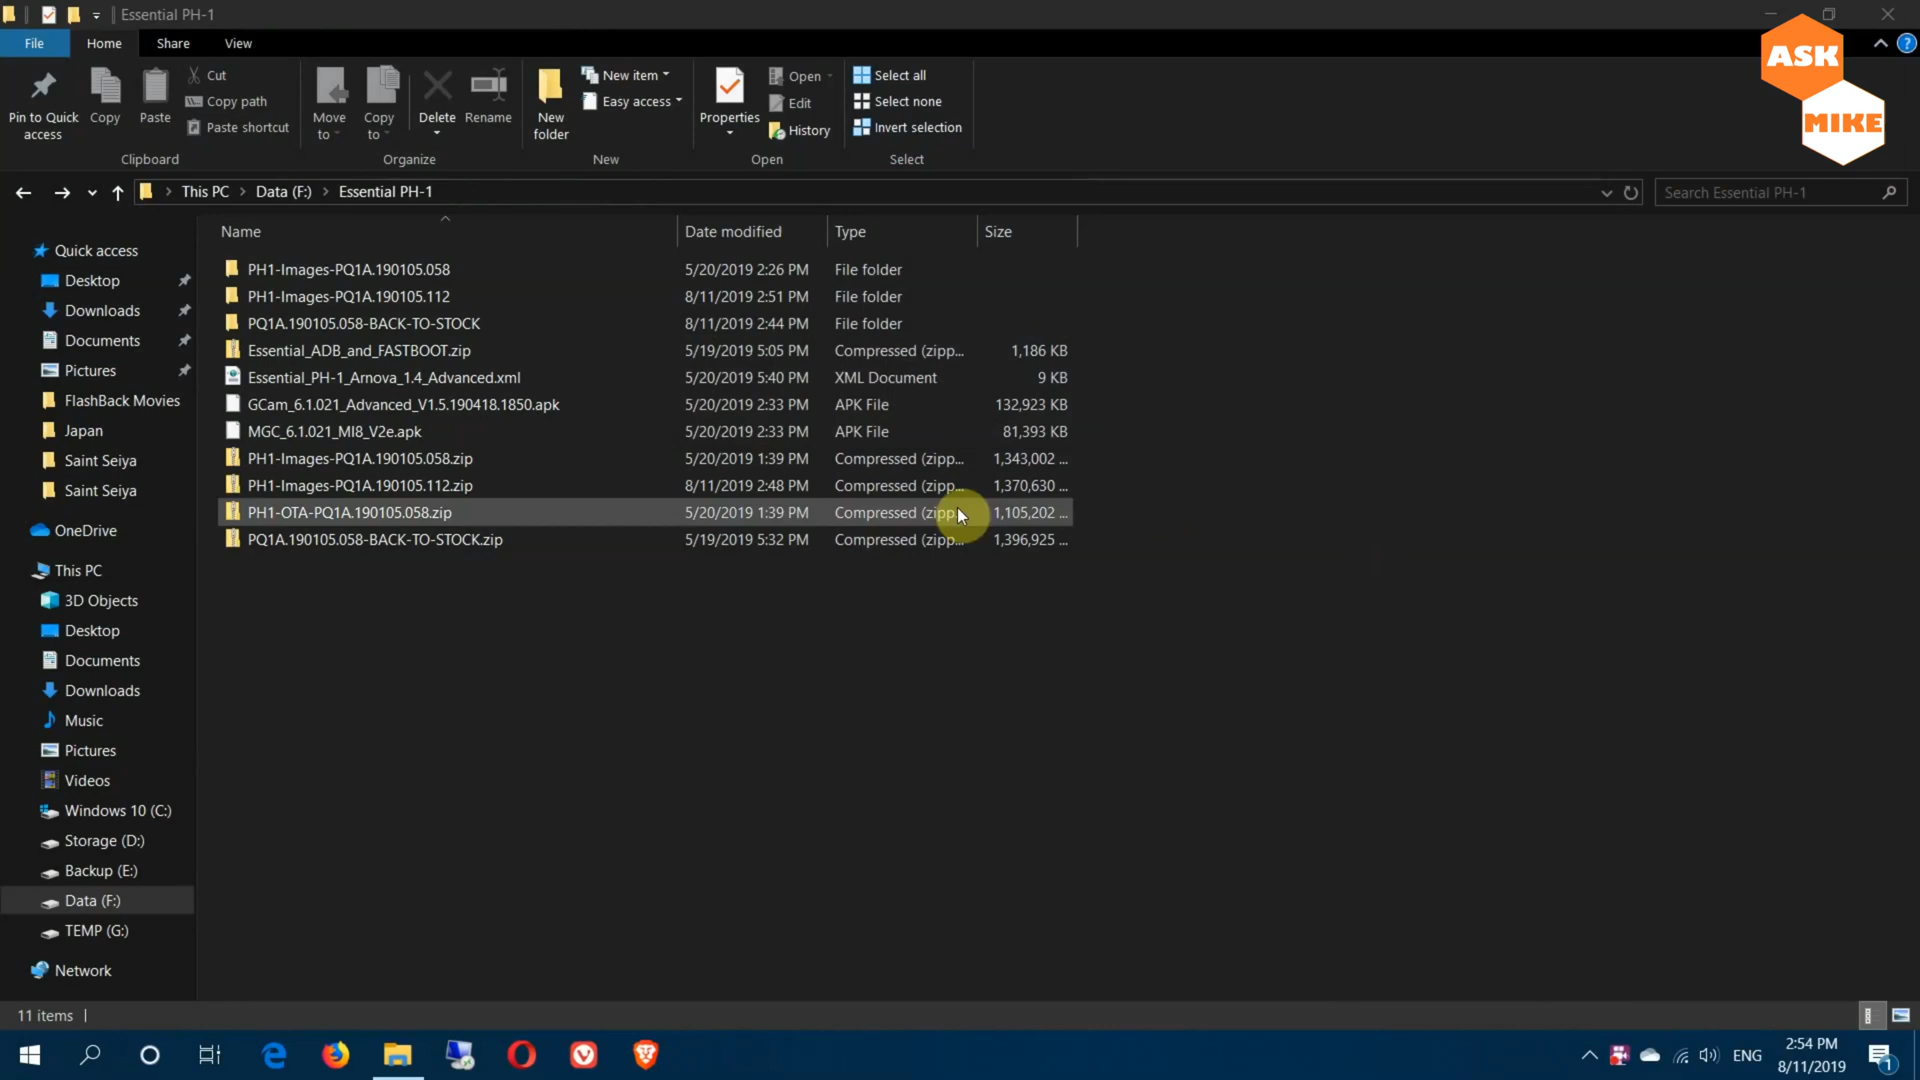 Essential PH-1
File Home Share View
ASK
MIKE
Pin to Quick access
Copy
Paste
Cut
Copy path
Paste shortcut
Move to
Copy to
Delete
Rename
New folder
New item
Easy access
Properties
Open
Edit
History
Select all
Select none
Invert selection
Clipboard Organize New Open Select
This PC Data (F:) Essential PH-1
Search Essential PH-1
Name Date modified Type Size
PH1-Images-PQ1A.190105.058 5/20/2019 2:26 PM File folder
PH1-Images-PQ1A.190105.112 8/11/2019 2:51 PM File folder
PQ1A.190105.058-BACK-TO-STOCK 8/11/2019 2:44 PM File folder
Essential_ADB_and_FASTBOOT.zip 5/19/2019 5:05 PM Compressed (zipp... 1,186 KB
Essential_PH-1_Arnova_1.4_Advanced.xml 5/20/2019 5:40 PM XML Document 9 KB
GCam_6.1.021_Advanced_V1.5.190418.1850.apk 5/20/2019 2:33 PM APK File 132,923 KB
MGC_6.1.021_MI8_V2e.apk 5/20/2019 2:33 PM APK File 81,393 KB
PH1-Images-PQ1A.190105.058.zip 5/20/2019 1:39 PM Compressed (zipp... 1,343,002 ...
PH1-Images-PQ1A.190105.112.zip 8/11/2019 2:48 PM Compressed (zipp... 1,370,630 ...
PH1-OTA-PQ1A.190105.058.zip 5/20/2019 1:39 PM Compressed (zipp... 1,105,202 ...
PQ1A.190105.058-BACK-TO-STOCK.zip 5/19/2019 5:32 PM Compressed (zipp... 1,396,925 ...
Quick access
Desktop
Downloads
Documents
Pictures
FlashBack Movies
Japan
Saint Seiya
Saint Seiya
OneDrive
This PC
3D Objects
Desktop
Documents
Downloads
Music
Pictures
Videos
Windows 10 (C:)
Storage (D:)
Backup (E:)
Data (F:)
TEMP (G:)
Network
11 items
ENG
2:54 PM
8/11/2019
1